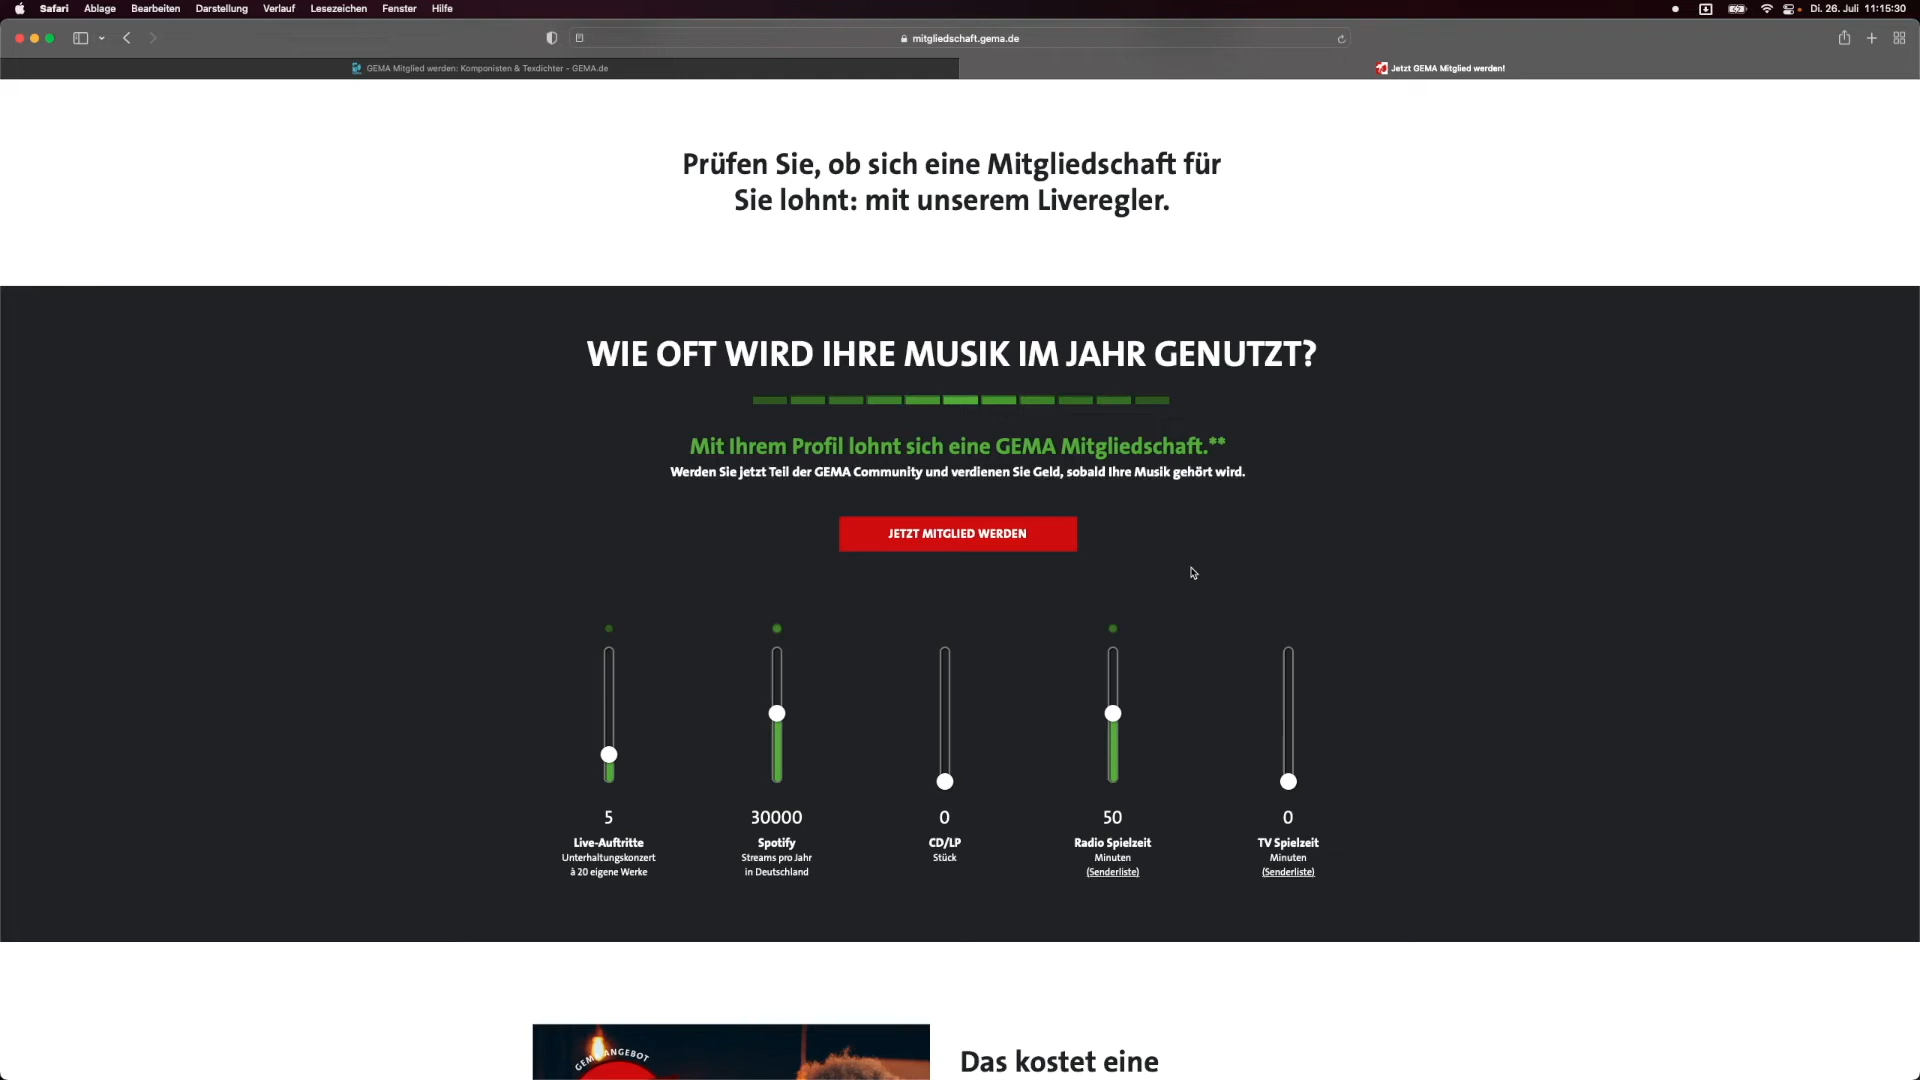 Safari Ablage Bearbeiten Darstellung Verlauf Lesezeichen Fenster Hilfe Di. 26. Juli 11:15:30
mitgliedschaft.gema.de
GEMA Mitglied werden: Komponisten & Texdichter - GEMA.de
Jetzt GEMA Mitglied werden!
Prüfen Sie, ob sich eine Mitgliedschaft für
Sie lohnt: mit unserem Liveregler.
WIE OFT WIRD IHRE MUSIK IM JAHR GENUTZT?
Mit Ihrem Profil lohnt sich eine GEMA Mitgliedschaft.**
Werden Sie jetzt Teil der GEMA Community und verdienen Sie Geld, sobald Ihre Musik gehört wird.
JETZT MITGLIED WERDEN
5
Live-Auftritte
Unterhaltungskonzert
à 20 eigene Werke
30000
Spotify
Streams pro Jahr
in Deutschland
0
CD/LP
Stück
50
Radio Spielzeit
Minuten
(Senderliste)
0
TV Spielzeit
Minuten
(Senderliste)
GEMA ANGEBOT
Das kostet eine